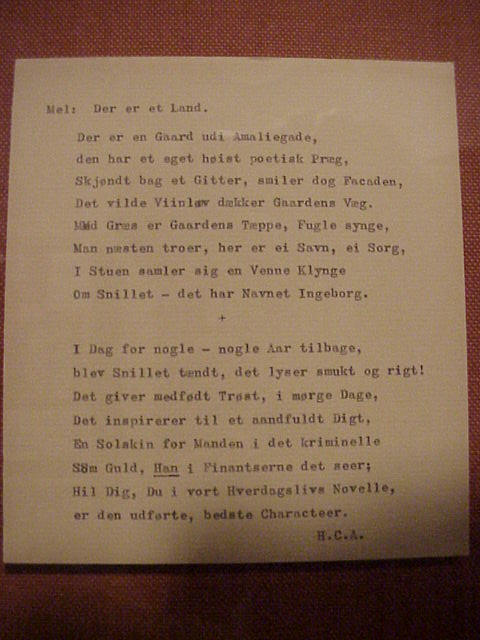 Mel: Der er et Land.
Der er en Gaard udi Amaliegade,
den har et eget høist poetisk Præg,
Skjøndt bag et Gitter, smiler dog Facaden,
Det vilde Viinløv dækker Gaardens Væg.
Mød Græs er Gaardens Tæppe, Fugle synge,
Man næsten troer, her er ei Savn, ei Sorg,
I Stuen samler sig en Venne Klynge
Om Snillet - det har Navnet Ingeborg.
+
I Dag for nogle - nogle Aar tilbage,
blev Snillet tændt, det lyser smukt og rigt!
Det giver medfødt Trøst, i mørge Dage,
Det inspirerer til et aandfuldt Digt,
En Solskin for Manden i det kriminelle
Søm Guld, Han i Finantserne det seer;
Hil Dig, Du i vort Hverdagslivs Novelle,
er den udførte, bedste Characteer.
H.C.A.